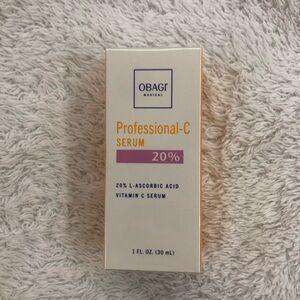 OBAGI
MEDICAL
Professional-C
SERUM
20%
20% L-ASCORBIC ACID
VITAMIN C SERUM
1 FL. OZ. (30 mL)